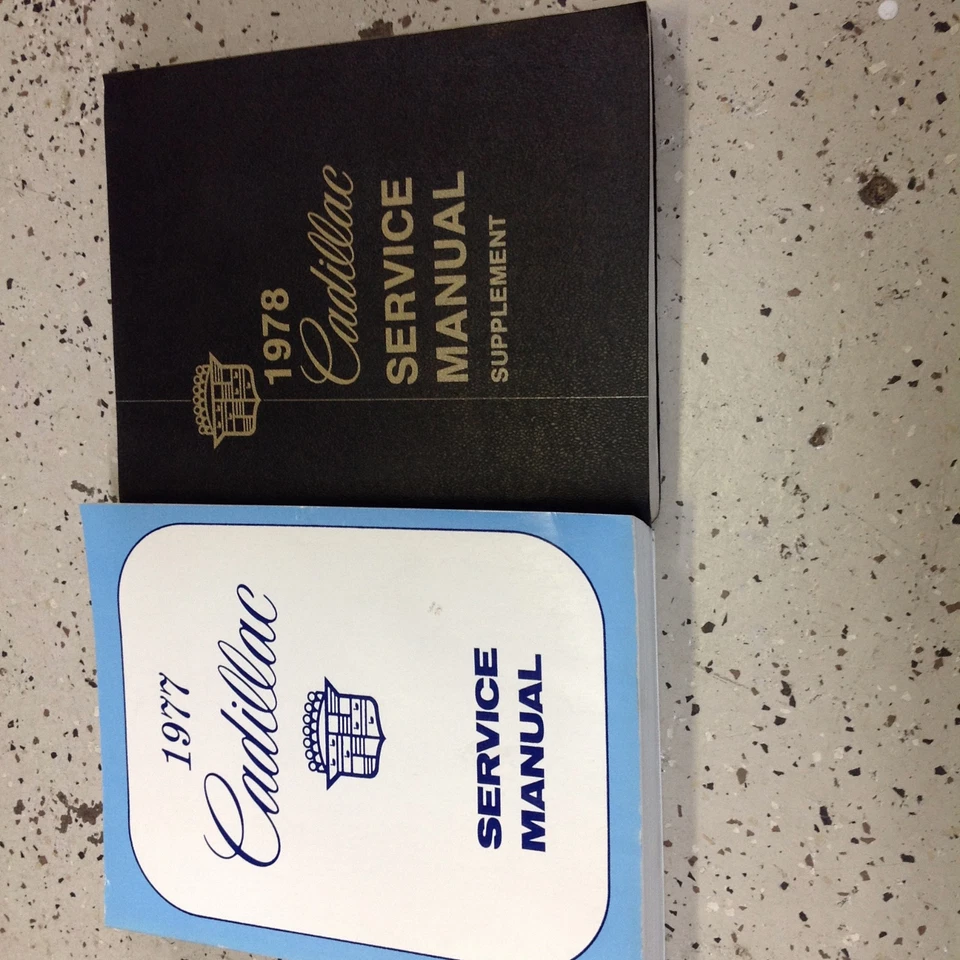 1977
Cadillac
SERVICE
MANUAL
1978
Cadillac
SERVICE
MANUAL
SUPPLEMENT